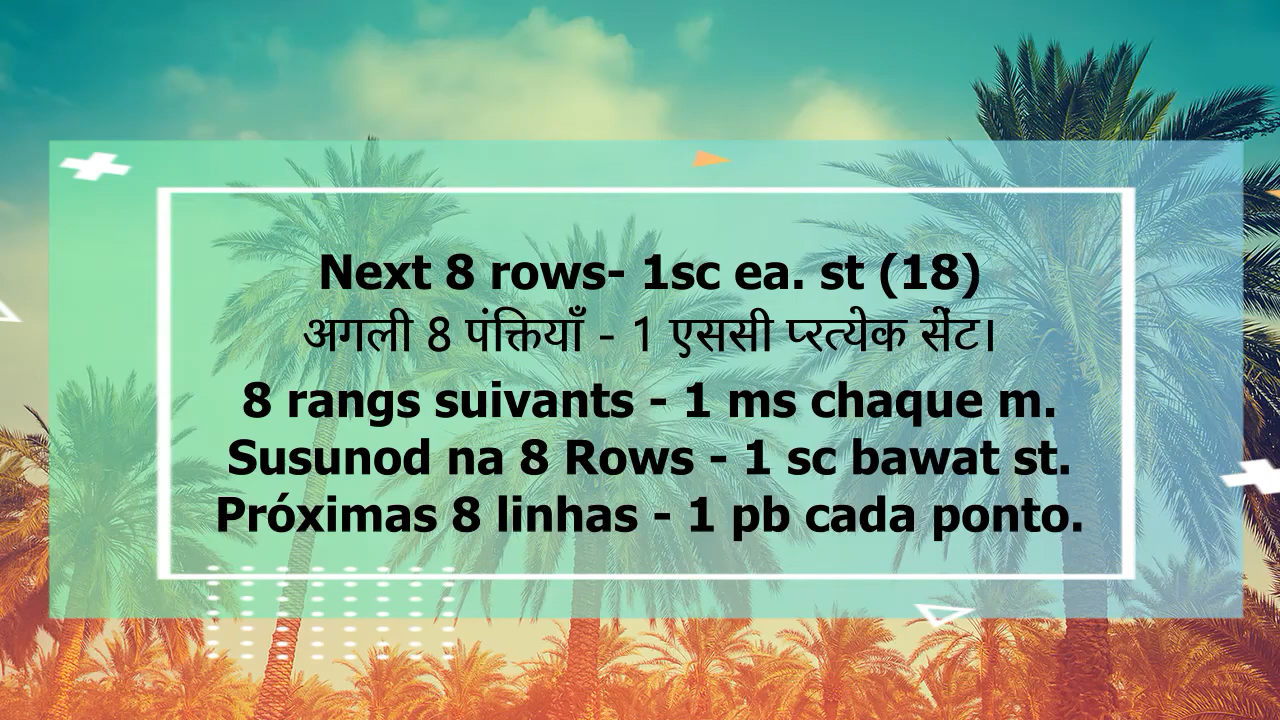 Next 8 rows- 1sc ea. st (18)
अगली 8 पंक्तियाँ - 1 एससी प्रत्येक सेंट।
8 rangs suivants - 1 ms chaque m.
Susunod na 8 Rows - 1 sc bawat st.
Próximas 8 linhas - 1 pb cada ponto.